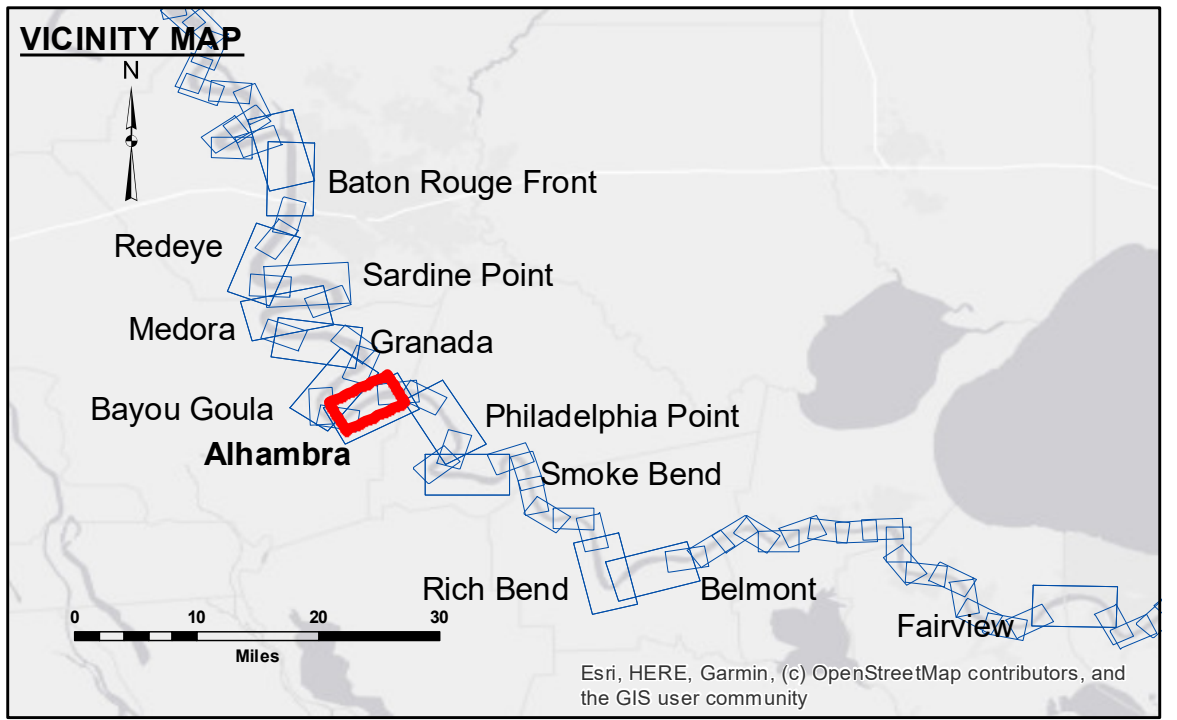 VICINITY MAP
N
Baton Rouge Front
Redeye
Sardine Point
Medora
Granada
Bayou Goula
Philadelphia Point
Alhambra
Smoke Bend
Rich Bend
Belmont
Fairview
0 10 20 30
Miles
Esri, HERE, Garmin, (c) OpenStreetMap contributors, and
the GIS user community